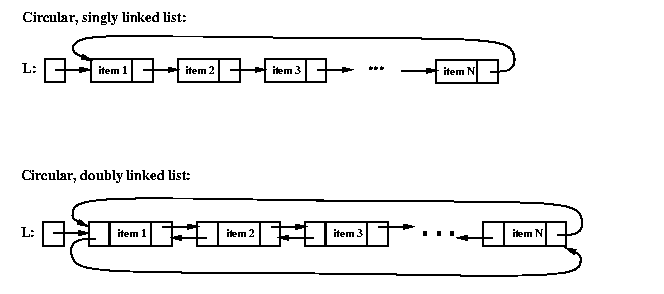 Circular, singly linked list:
L: item 1 item 2 item 3 ... item N
Circular, doubly linked list:
L: item 1 item 2 item 3 . . . item N